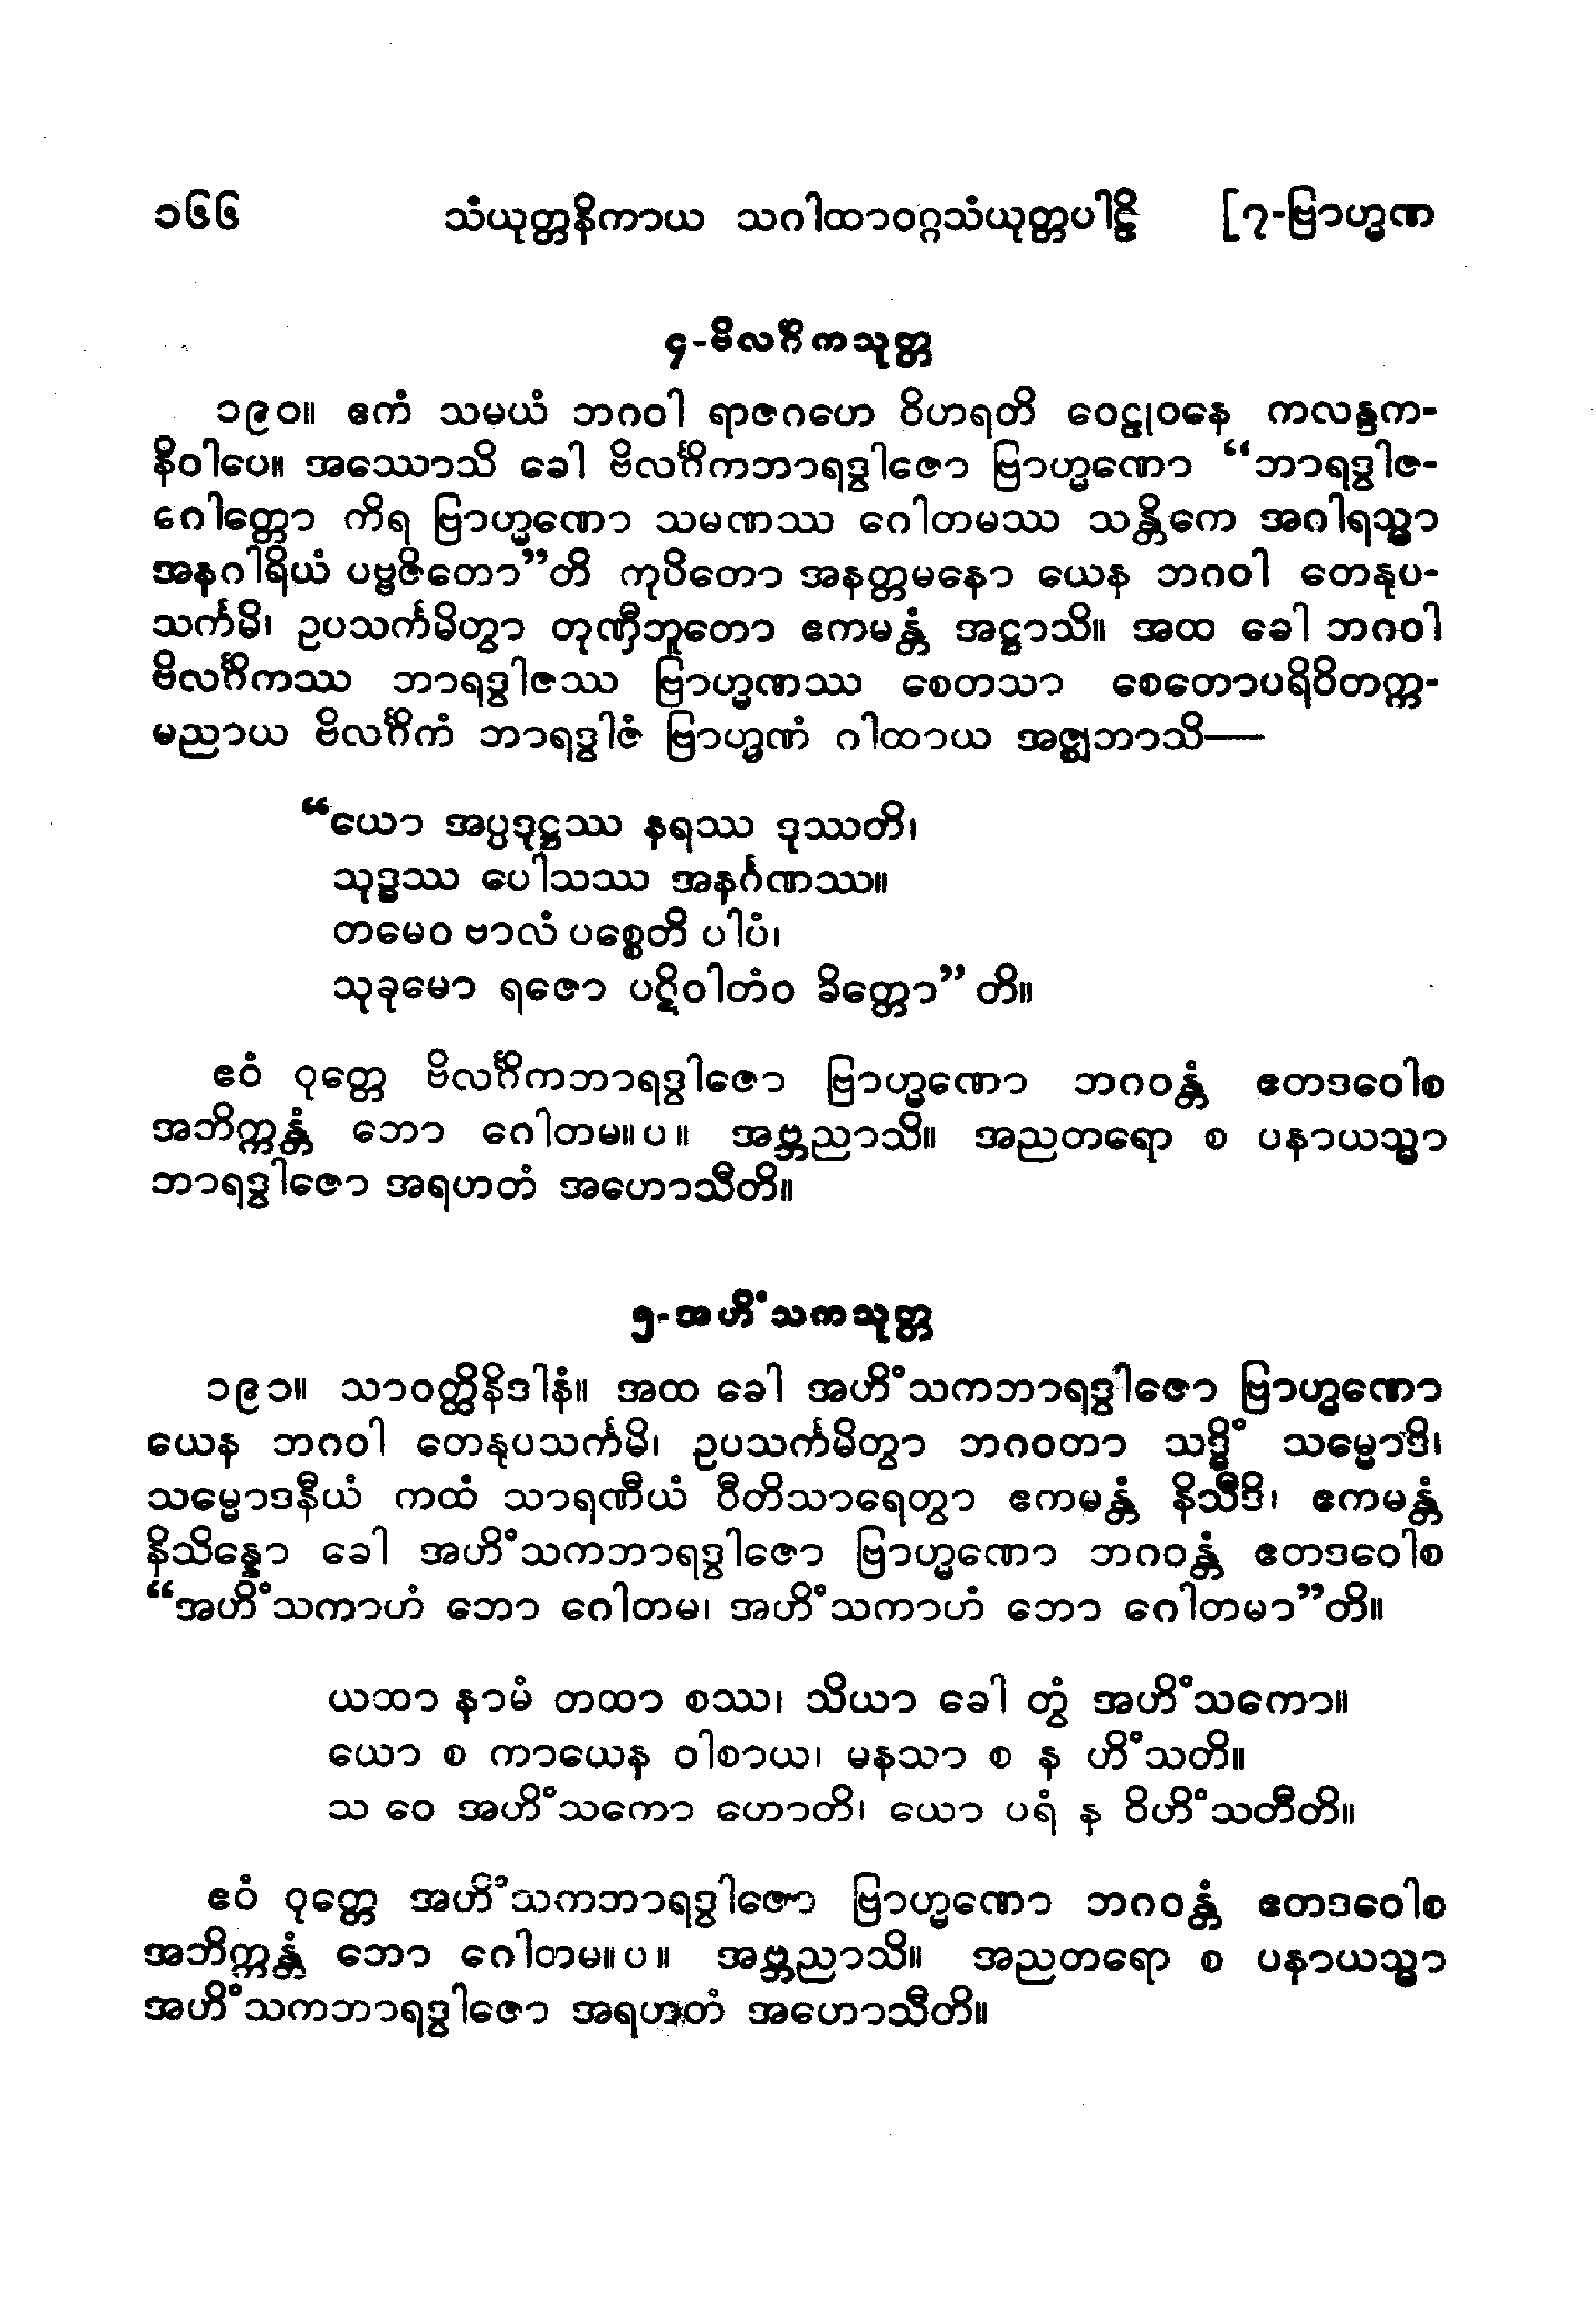 ၁၆၆ သံယုတ္တနိကာယ သဂါထာဝဂ္ဂသံယုတ္တပါဠိ [၇-ဗြာဟ္မဏ
၄-ဗိလင်္ဂိကသုတ္တ
၁၉၀။ ဧကံ သမယံ ဘဂဝါ ရာဇဂဟေ ဝိဟရတိ ဝေဠုဝနေ ကလန္ဒက-
နိဝါပေ။ အဿောသိ ခေါ ဗိလင်္ဂိကဘာရဒွါဇော ဗြာဟ္မဏော “ဘာရဒွါဇ-
ဂေါတ္တော ကိရ ဗြာဟ္မဏော သမဏဿ ဂေါတမဿ သန္တိကေ အဂါရသ္မာ
အနဂါရိယံ ပဗ္ဗဇိတော”တိ ကုပိတော အနတ္တမနော ယေန ဘဂဝါ တေနုပ-
သင်္ကမိ၊ ဥပသင်္ကမိတွာ တုဏှီဘူတော ဧကမန္တံ အဋ္ဌာသိ။ အထ ခေါ ဘဂဝါ
ဗိလင်္ဂိကဿ ဘာရဒွါဇဿ ဗြာဟ္မဏဿ စေတသာ စေတောပရိဝိတက္က-
မညာယ ဗိလင်္ဂိကံ ဘာရဒွါဇံ ဗြာဟ္မဏံ ဂါထာယ အဇ္ဈဘာသိ—
“ယော အပ္ပဒုဋ္ဌဿ နရဿ ဒုဿတိ၊
သုဒ္ဓဿ ပေါသဿ အနင်္ဂဏဿ။
တမေဝ ဗာလံ ပစ္စေတိ ပါပံ၊
သုခုမော ရဇော ပဋိဝါတံဝ ခိတ္တော”တိ။
ဧဝံ ဝုတ္တေ ဗိလင်္ဂိကဘာရဒွါဇော ဗြာဟ္မဏော ဘဂဝန္တံ ဧတဒဝေါစ
အဘိက္ကန္တံ ဘော ဂေါတမ။ပ။ အဗ္ဘညာသိ။ အညတရော စ ပနာယသ္မာ
ဘာရဒွါဇော အရဟတံ အဟောသီတိ။
၅-အဟိံသကသုတ္တ
၁၉၁။ သာဝတ္ထိနိဒါနံ။ အထ ခေါ အဟိံသကဘာရဒွါဇော ဗြာဟ္မဏော
ယေန ဘဂဝါ တေနုပသင်္ကမိ၊ ဥပသင်္ကမိတွာ ဘဂဝတာ သဒ္ဓိံ သမ္မောဒိ၊
သမ္မောဒနီယံ ကထံ သာရဏီယံ ဝီတိသာရေတွာ ဧကမန္တံ နိသီဒိ၊ ဧကမန္တံ
နိသိန္နော ခေါ အဟိံသကဘာရဒွါဇော ဗြာဟ္မဏော ဘဂဝန္တံ ဧတဒဝေါစ
“အဟိံသကာဟံ ဘော ဂေါတမ၊ အဟိံသကာဟံ ဘော ဂေါတမာ”တိ။
ယထာ နာမံ တထာ စဿ၊ သိယာ ခေါ တွံ အဟိံသကော။
ယော စ ကာယေန ဝါစာယ၊ မနသာ စ န ဟိံသတိ။
သ ဝေ အဟိံသကော ဟောတိ၊ ယော ပရံ န ဝိဟိံသတီတိ။
ဧဝံ ဝုတ္တေ အဟိံသကဘာရဒွါဇော ဗြာဟ္မဏော ဘဂဝန္တံ ဧတဒဝေါစ
အဘိက္ကန္တံ ဘော ဂေါတမ။ပ။ အဗ္ဘညာသိ။ အညတရော စ ပနာယသ္မာ
အဟိံသကဘာရဒွါဇော အရဟတံ အဟောသီတိ။